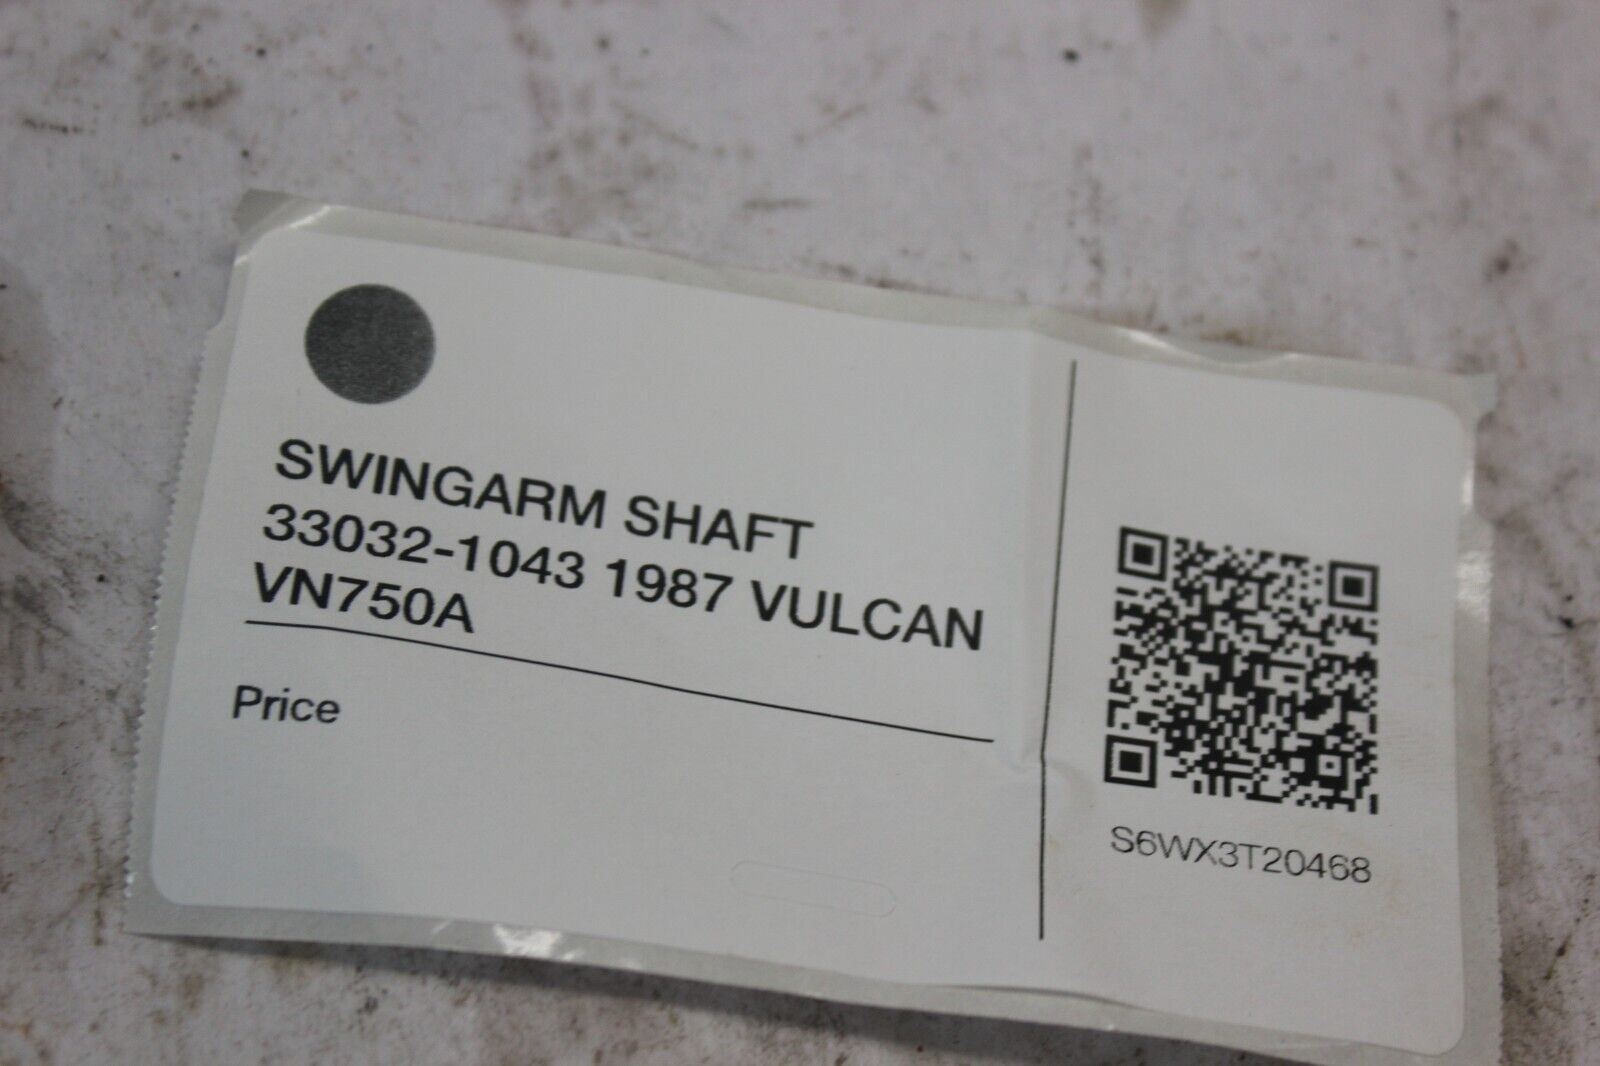 SWINGARM SHAFT
33032-1043 1987 VULCAN
VN750A
Price
S6WX3T20468